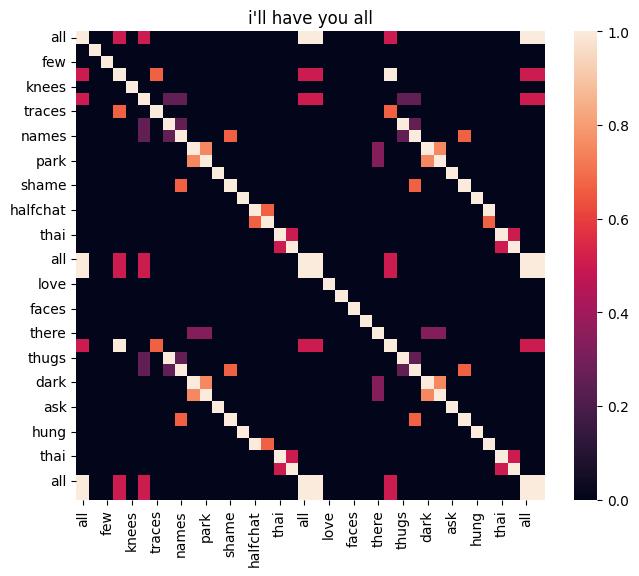 i'll have you all
all
few
knees
traces
names
park
shame
halfchat
thai
all
love
faces
there
thugs
dark
ask
hung
thai
all
1.0
0.8
0.6
0.4
0.2
0.0
all
few
knees
traces
names
park
shame
halfchat
thai
all
love
faces
there
thugs
dark
ask
hung
thai
all